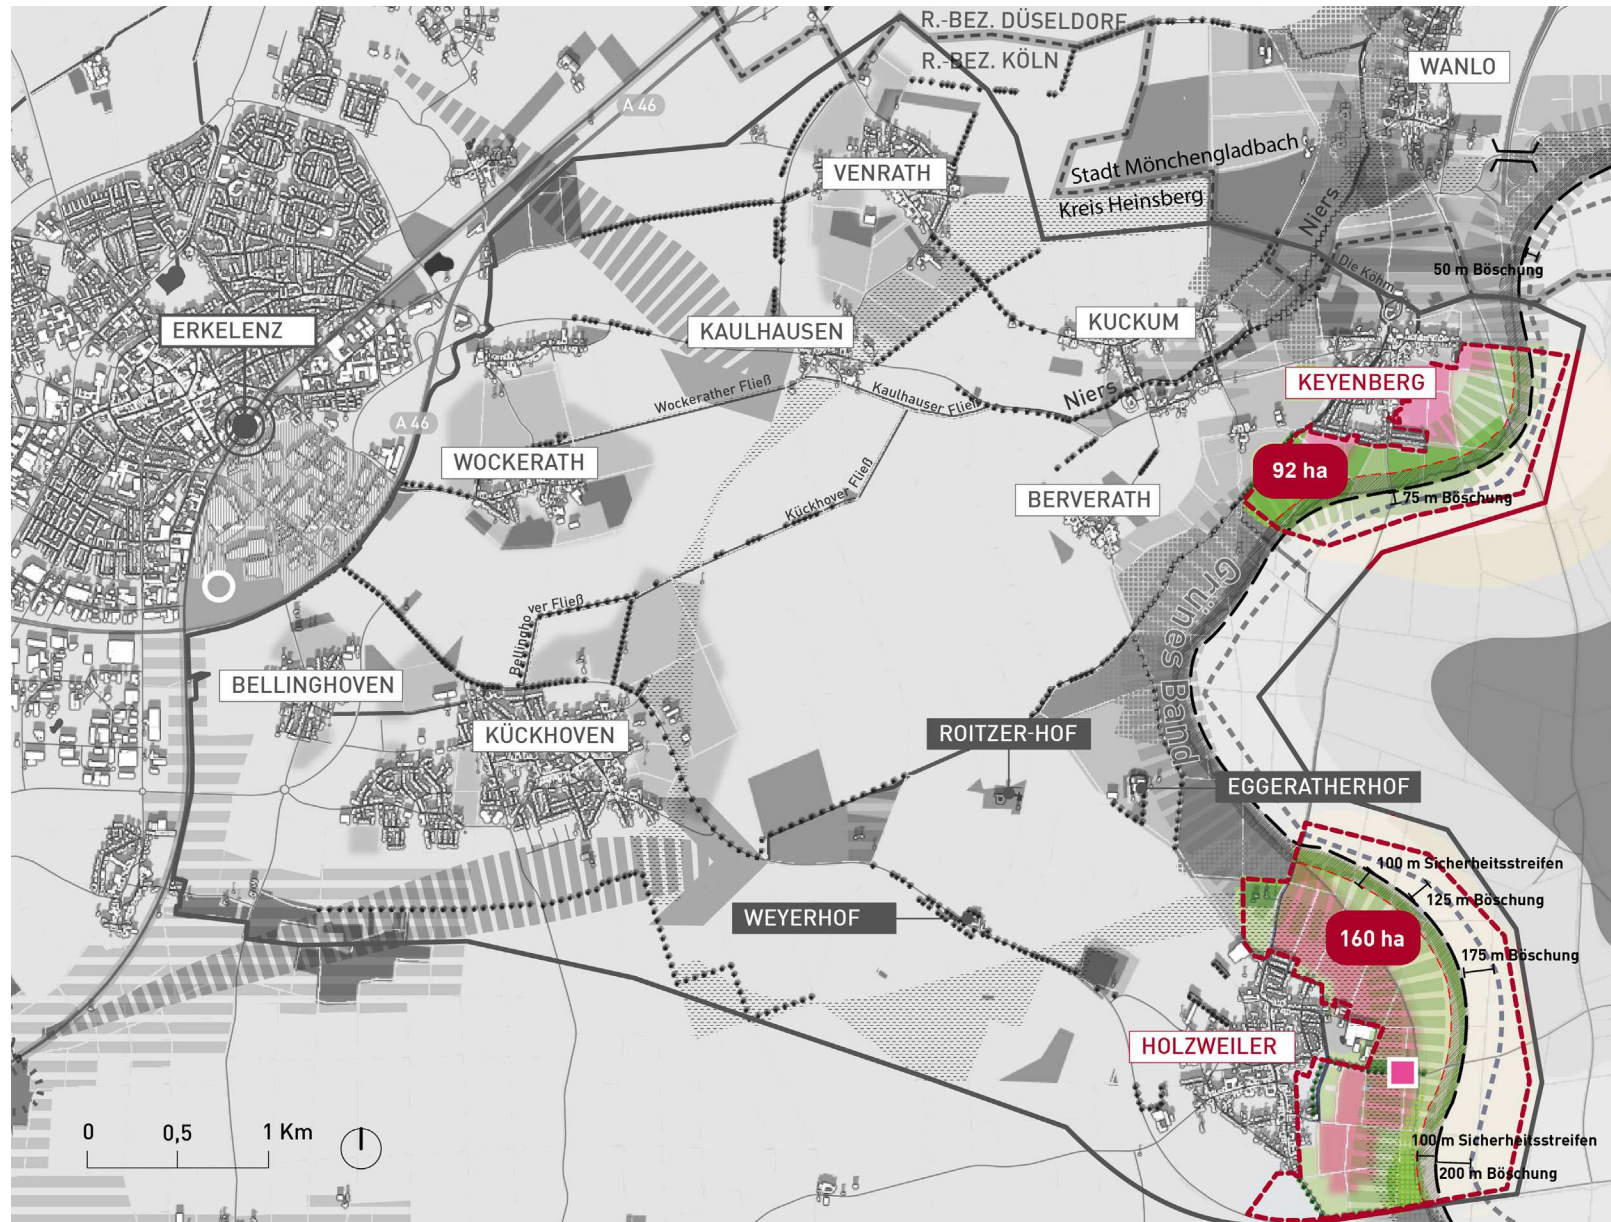 R.-BEZ. DÜSELDORF
R.-BEZ. KÖLN
WANLO
A 46
Stadt Mönchengladbach
VENRATH
Kreis Heinsberg
Niers
Die Köhm
50 m Böschung
ERKELENZ
KAULHAUSEN
KUCKUM
KEYENBERG
Wockerather Fließ
Kaulhauser Fließ
Niers
A 46
WOCKERATH
92 ha
BERVERATH
75 m Böschung
Kückhover Fließ
Grünes Band
Bellinghover Fließ
BELLINGHOVEN
KÜCKHOVEN
ROITZER-HOF
EGGERATHERHOF
100 m Sicherheitsstreifen
125 m Böschung
WEYERHOF
160 ha
175 m Böschung
HOLZWEILER
0 0,5 1 Km
100 m Sicherheitsstreifen
200 m Böschung